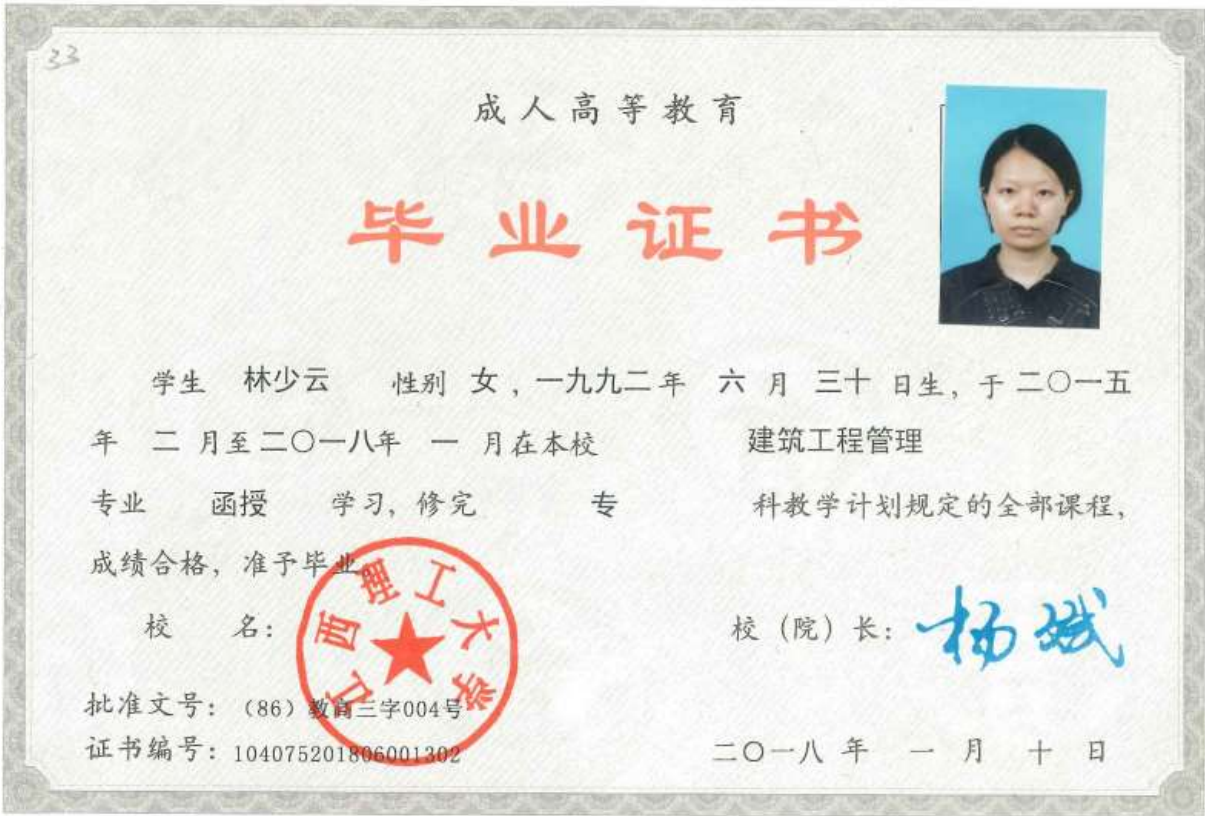 33
成人高等教育
毕业证书
学生 林少云 性别 女，一九九二年 六 月 三十 日生，于二〇一五
年 二 月至二〇一八年 一 月在本校 建筑工程管理
专业 函授 学习，修完 专 科教学计划规定的全部课程，
成绩合格，准予毕业。
江西理工大学
校 名：
校（院）长：杨斌
批准文号：（86）教高三字004号
证书编号：104075201806001302
二〇一八 年 一 月 十 日